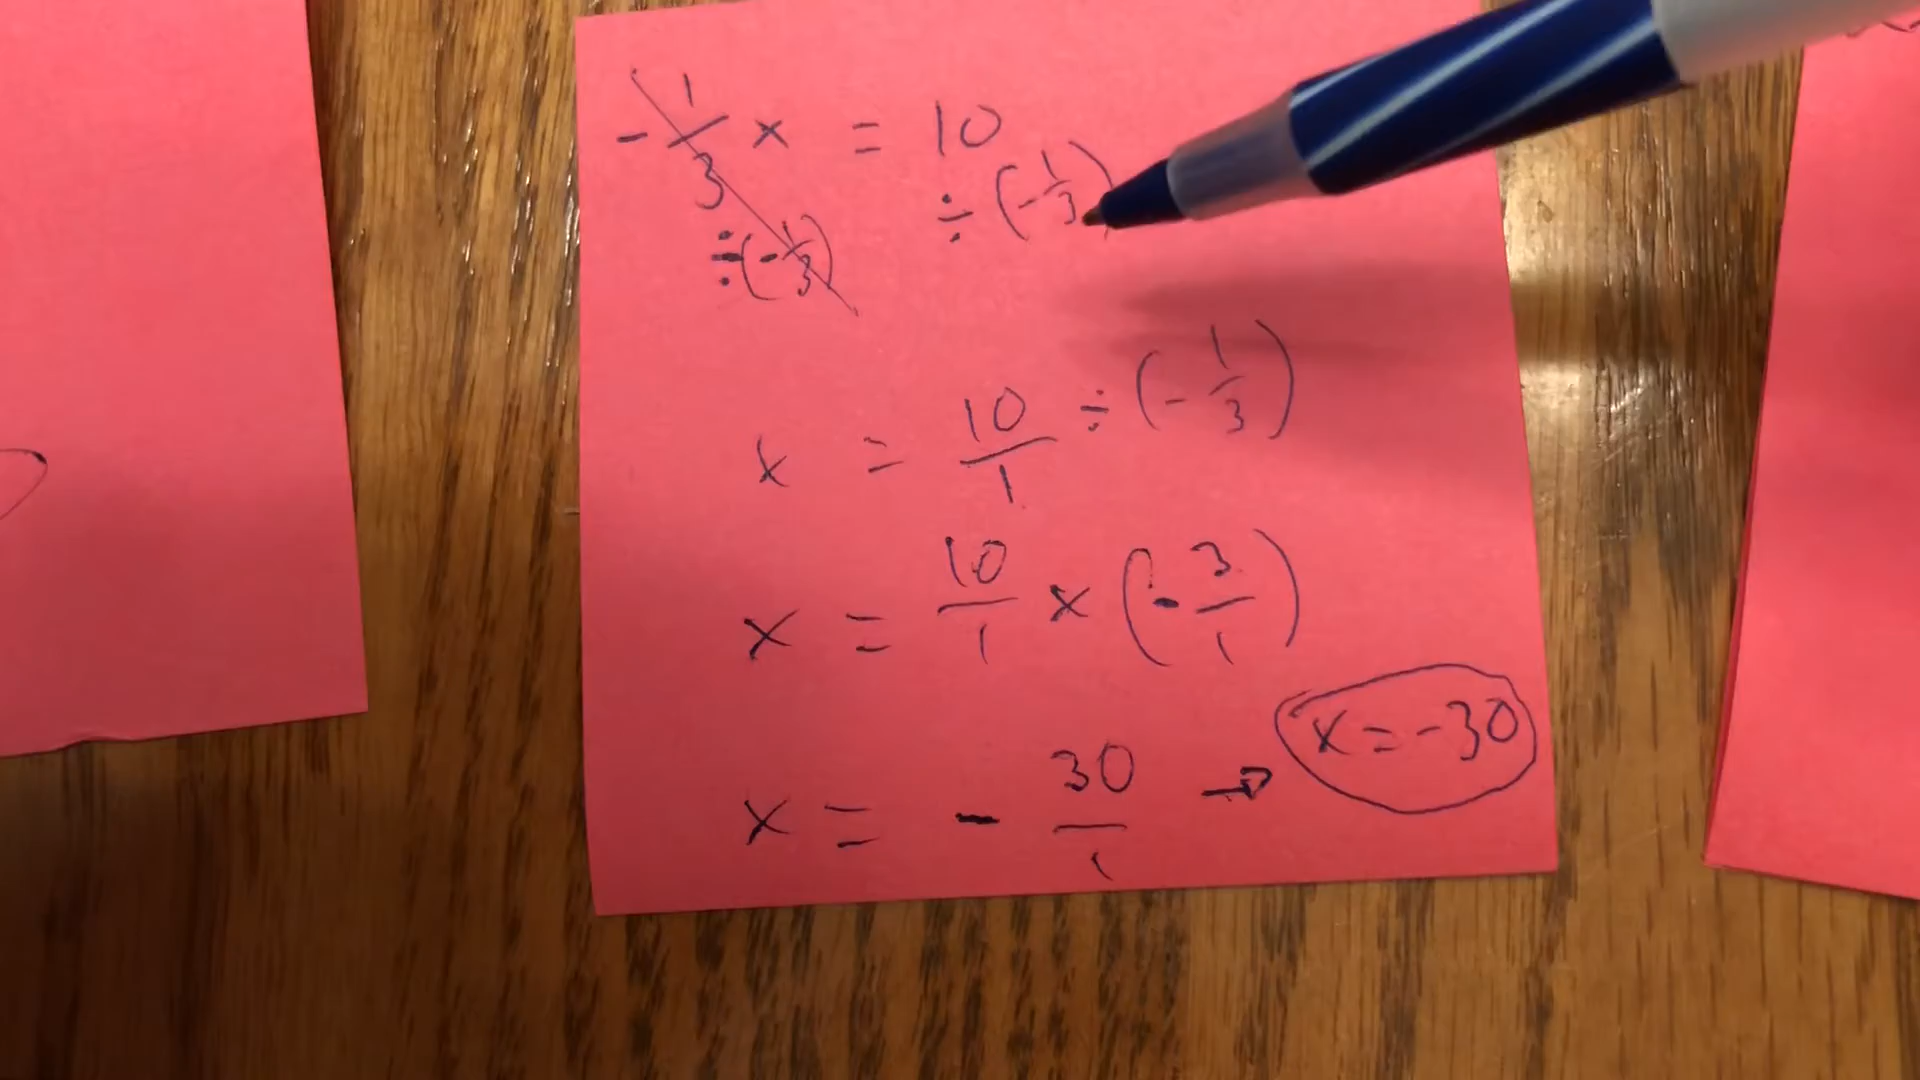 -1/3 x = 10
÷(-1/3) ÷(-1/3)
x = 10/1 ÷ (-1/3)
x = 10/1 x (-3/1)
x = - 30/1 → x = -30